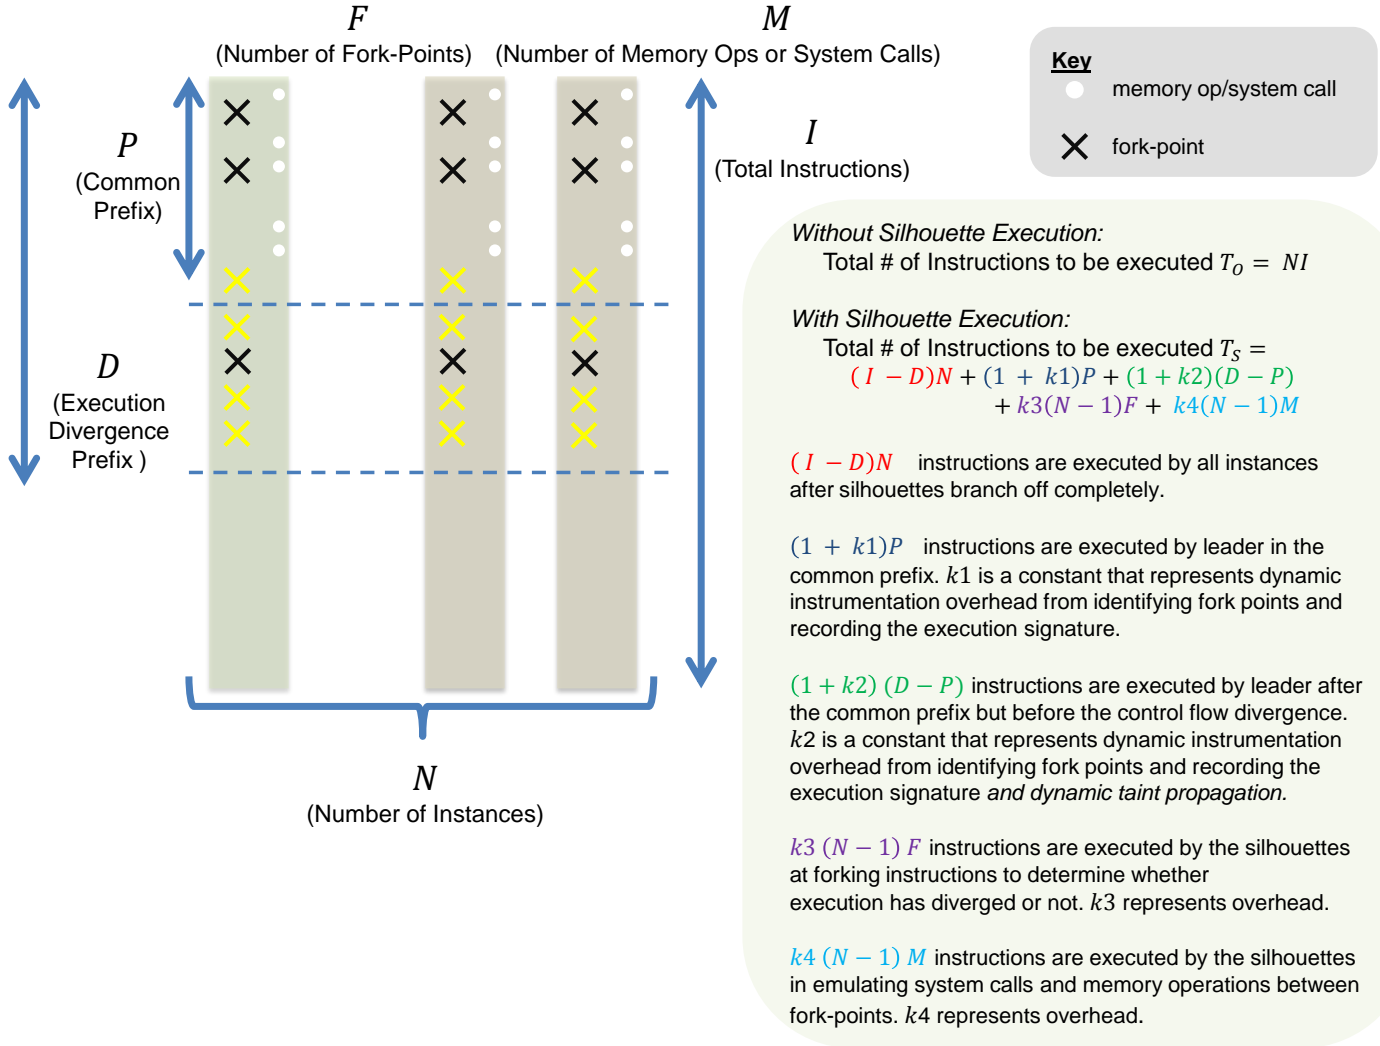 F
(Number of Fork-Points)
M
(Number of Memory Ops or System Calls)
P
(Common
Prefix)
I
(Total Instructions)
D
(Execution
Divergence
Prefix )
N
(Number of Instances)
Key
memory op/system call
fork-point
Without Silhouette Execution:
Total # of Instructions to be executed T_O = NI
With Silhouette Execution:
Total # of Instructions to be executed T_S =
( I − D)N + (1 + k1)P + (1 + k2)(D − P)
+ k3(N − 1)F + k4(N − 1)M
( I − D)N instructions are executed by all instances
after silhouettes branch off completely.
(1 + k1)P instructions are executed by leader in the
common prefix. k1 is a constant that represents dynamic
instrumentation overhead from identifying fork points and
recording the execution signature.
(1 + k2) (D − P) instructions are executed by leader after
the common prefix but before the control flow divergence.
k2 is a constant that represents dynamic instrumentation
overhead from identifying fork points and recording the
execution signature and dynamic taint propagation.
k3 (N − 1) F instructions are executed by the silhouettes
at forking instructions to determine whether
execution has diverged or not. k3 represents overhead.
k4 (N − 1) M instructions are executed by the silhouettes
in emulating system calls and memory operations between
fork-points. k4 represents overhead.